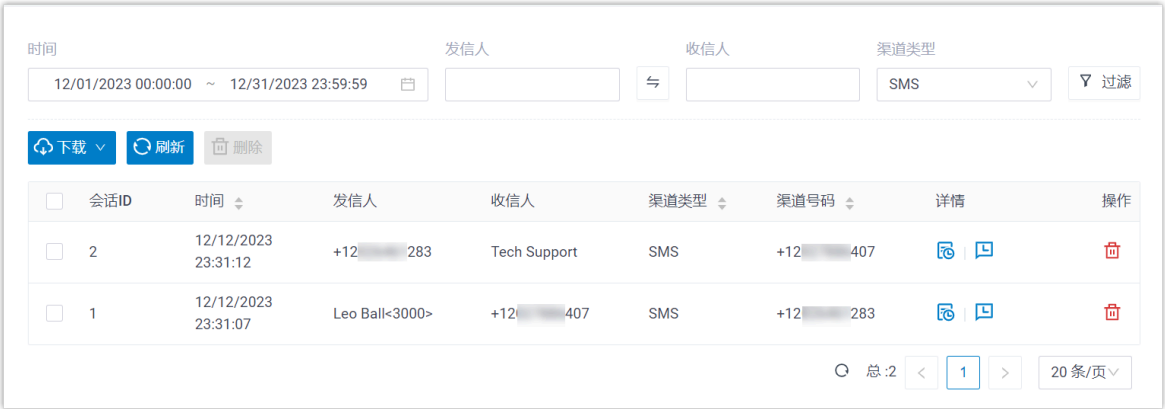 时间 发信人 收信人 渠道类型
12/01/2023 00:00:00 ~ 12/31/2023 23:59:59 SMS 过滤
下载 刷新 删除
会话ID 时间 发信人 收信人 渠道类型 渠道号码 详情 操作
2 12/12/2023 23:31:12 +12 283 Tech Support SMS +12 407
1 12/12/2023 23:31:07 Leo Ball<3000> +12 407 SMS +12 283
总 :2 < 1 > 20 条/页